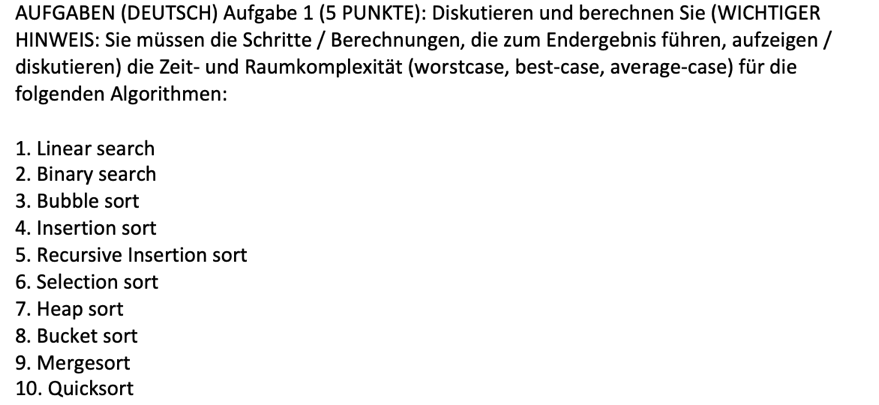 AUFGABEN (DEUTSCH) Aufgabe 1 (5 PUNKTE): Diskutieren und berechnen Sie (WICHTIGER
HINWEIS: Sie müssen die Schritte / Berechnungen, die zum Endergebnis führen, aufzeigen /
diskutieren) die Zeit- und Raumkomplexität (worstcase, best-case, average-case) für die
folgenden Algorithmen:
1. Linear search
2. Binary search
3. Bubble sort
4. Insertion sort
5. Recursive Insertion sort
6. Selection sort
7. Heap sort
8. Bucket sort
9. Mergesort
10. Quicksort